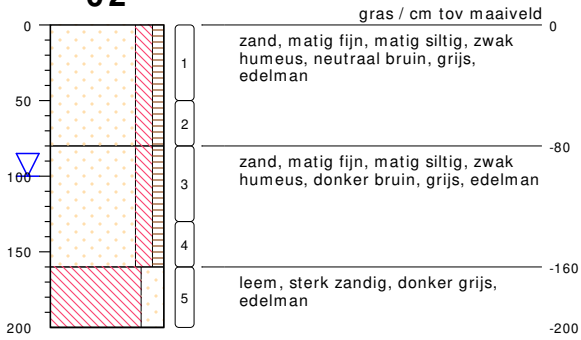 gras / cm tov maaiveld
0
0
zand, matig fijn, matig siltig, zwak
humeus, neutraal bruin, grijs,
edelman
1
50
2
-80
zand, matig fijn, matig siltig, zwak
humeus, donker bruin, grijs, edelman
100
3
4
150
-160
leem, sterk zandig, donker grijs,
edelman
5
200
-200